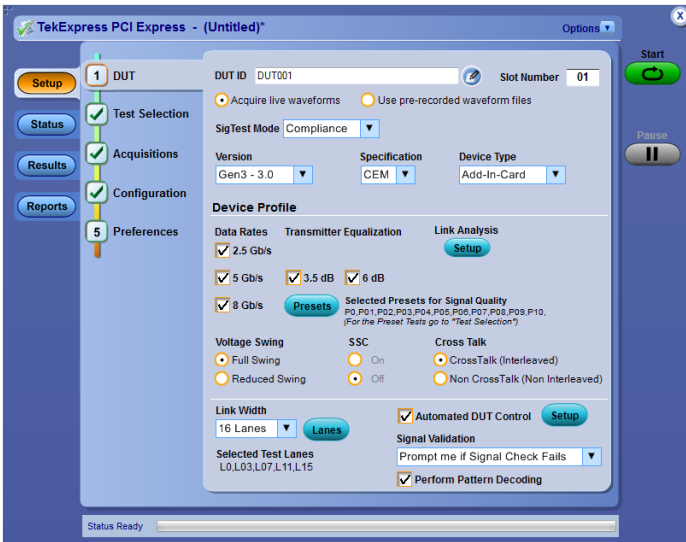 TekExpress PCI Express - (Untitled)*
Options
x
Start
Pause
Setup
Status
Results
Reports
1 DUT
Test Selection
Acquisitions
Configuration
5 Preferences
DUT ID DUT001
Slot Number 01
Acquire live waveforms Use pre-recorded waveform files
SigTest Mode Compliance
Version Specification Device Type
Gen3 - 3.0 CEM Add-In-Card
Device Profile
Data Rates Transmitter Equalization Link Analysis
2.5 Gb/s Setup
5 Gb/s 3.5 dB 6 dB
8 Gb/s Presets
Selected Presets for Signal Quality
P0,P01,P02,P03,P04,P05,P06,P07,P08,P09,P10,
(For the Preset Tests go to "Test Selection")
Voltage Swing SSC Cross Talk
Full Swing On CrossTalk (Interleaved)
Reduced Swing Off Non CrossTalk (Non Interleaved)
Link Width
16 Lanes Lanes
Selected Test Lanes
L0,L03,L07,L11,L15
Automated DUT Control Setup
Signal Validation
Prompt me if Signal Check Fails
Perform Pattern Decoding
Status Ready